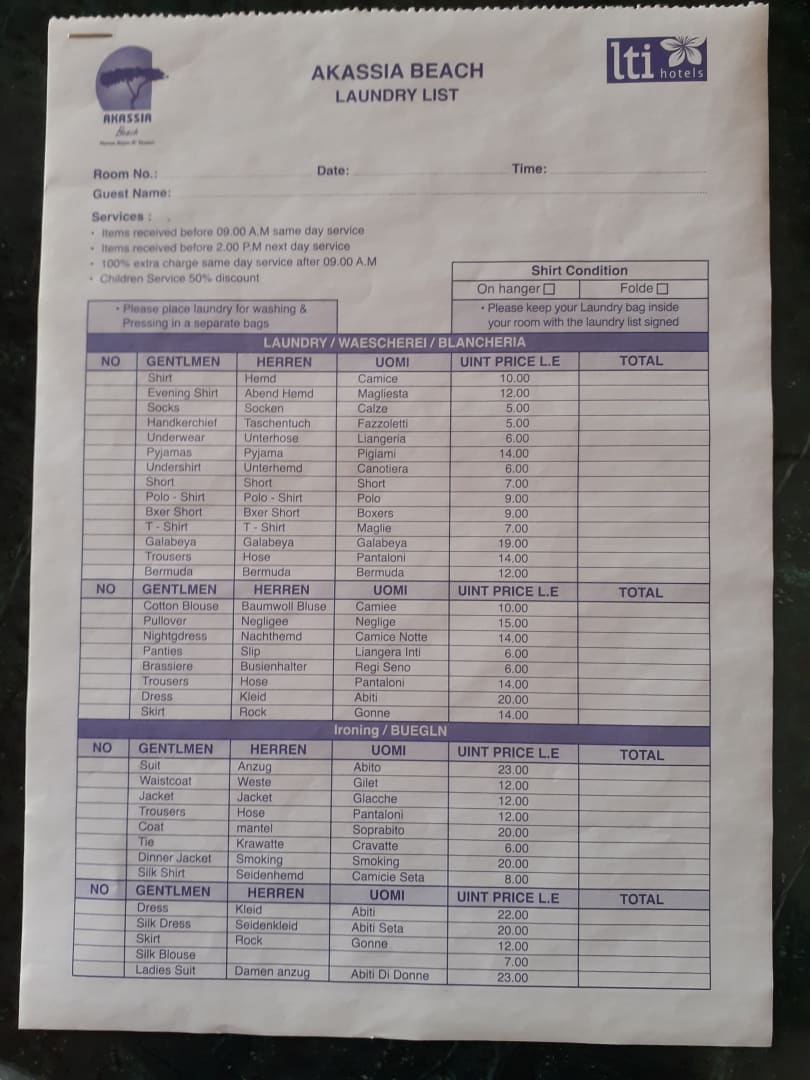 AKASSIA
Beach
AKASSIA BEACH
LAUNDRY LIST
lti
hotels
Room No.: Date: Time:
Guest Name:
Services :
• Items received before 09.00 A.M same day service
• Items received before 2.00 P.M next day service
• 100% extra charge same day service after 09.00 A.M
• Children Service 50% discount
Shirt Condition
On hanger Folde
• Please place laundry for washing &
Pressing in a separate bags
• Please keep your Laundry bag inside
your room with the laundry list signed
LAUNDRY / WAESCHEREI / BLANCHERIA
NO GENTLMEN HERREN UOMI UINT PRICE L.E TOTAL
Shirt Hemd Camice 10.00
Evening Shirt Abend Hemd Magliesta 12.00
Socks Socken Calze 5.00
Handkerchief Taschentuch Fazzoletti 5.00
Underwear Unterhose Liangeria 6.00
Pyjamas Pyjama Pigiami 14.00
Undershirt Unterhemd Canotiera 6.00
Short Short Short 7.00
Polo - Shirt Polo - Shirt Polo 9.00
Bxer Short Bxer Short Boxers 9.00
T - Shirt T - Shirt Maglie 7.00
Galabeya Galabeya Galabeya 19.00
Trousers Hose Pantaloni 14.00
Bermuda Bermuda Bermuda 12.00
NO GENTLMEN HERREN UOMI UINT PRICE L.E TOTAL
Cotton Blouse Baumwoll Bluse Camiee 10.00
Pullover Negligee Neglige 15.00
Nightgdress Nachthemd Camice Notte 14.00
Panties Slip Liangera Inti 6.00
Brassiere Busienhalter Regi Seno 6.00
Trousers Hose Pantaloni 14.00
Dress Kleid Abiti 20.00
Skirt Rock Gonne 14.00
Ironing / BUEGLN
NO GENTLMEN HERREN UOMI UINT PRICE L.E TOTAL
Suit Anzug Abito 23.00
Waistcoat Weste Gilet 12.00
Jacket Jacket Glacche 12.00
Trousers Hose Pantaloni 12.00
Coat mantel Soprabito 20.00
Tie Krawatte Cravatte 6.00
Dinner Jacket Smoking Smoking 20.00
Silk Shirt Seidenhemd Camicie Seta 8.00
NO GENTLMEN HERREN UOMI UINT PRICE L.E TOTAL
Dress Kleid Abiti 22.00
Silk Dress Seidenkleid Abiti Seta 20.00
Skirt Rock Gonne 12.00
Silk Blouse 7.00
Ladies Suit Damen anzug Abiti Di Donne 23.00